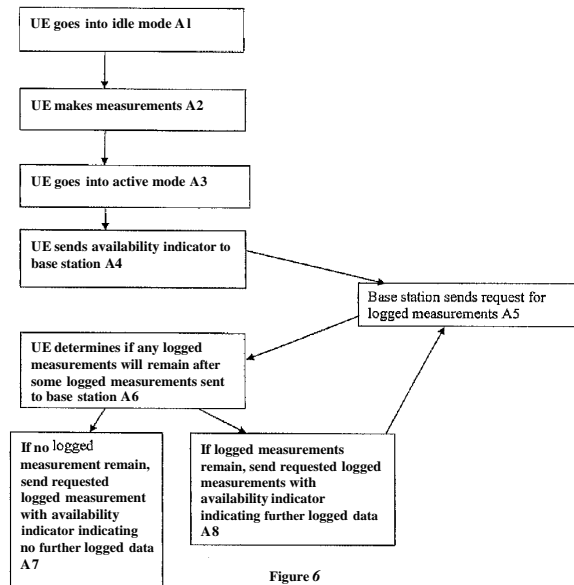 UE goes into idle mode A1
UE makes measurements A2
UE goes into active mode A3
UE sends availability indicator to
base station A4
Base station sends request for
logged measurements A5
UE determines if any logged
measurements will remain after
some logged measurements sent
to base station A6
If no logged
measurement remain,
send requested
logged measurement
with availability
indicator indicating
no further logged data
A7
If logged measurements
remain, send requested logged
measurements with
availability indicator
indicating further logged data
A8
Figure 6